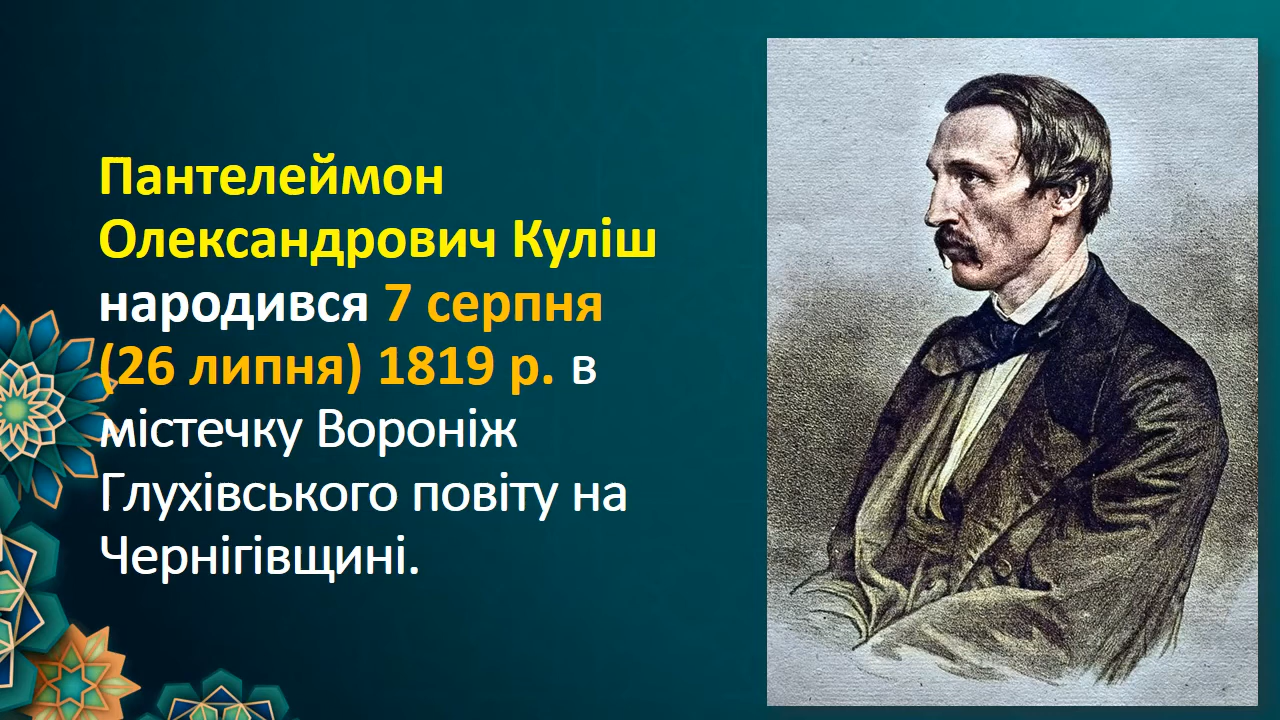 Пантелеймон
Олександрович Куліш
народився 7 серпня
(26 липня) 1819 р. в
містечку Вороніж
Глухівського повіту на
Чернігівщині.